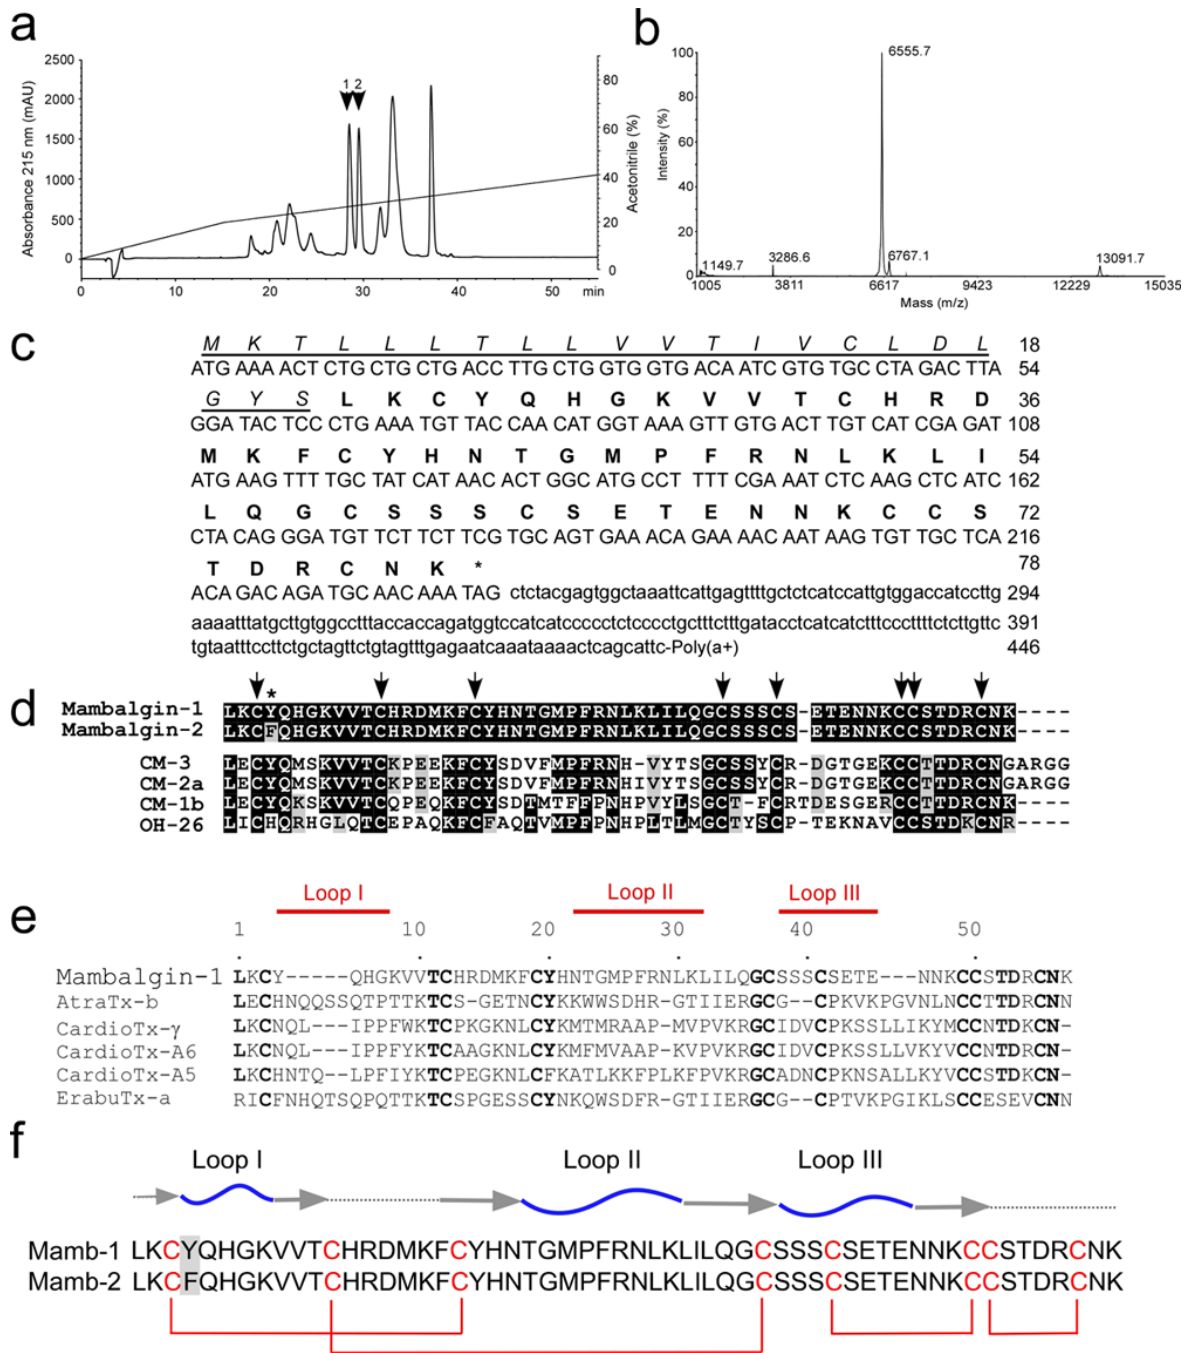 a
b
2500
2000
1500
1000
500
0
Absorbance 215 nm (mAU)
1 2
80
60
40
20
0
Acetonitrile (%)
0 10 20 30 40 50 min
100
80
60
40
20
0
Intensity (%)
6555.7
1149.7
3286.6
6767.1
13091.7
1005 3811 6617 9423 12229 15035
Mass (m/z)
c
M K T L L L T L L V V T I V C L D L 18
ATG AAA ACT CTG CTG CTG ACC TTG CTG GTG GTG ACA ATC GTG TGC CTA GAC TTA 54
G Y S L K C Y Q H G K V V T C H R D 36
GGA TAC TCC CTG AAA TGT TAC CAA CAT GGT AAA GTT GTG ACT TGT CAT CGA GAT 108
M K F C Y H N T G M P F R N L K L I 54
ATG AAG TTT TGC TAT CAT AAC ACT GGC ATG CCT TTT CGA AAT CTC AAG CTC ATC 162
L Q G C S S S C S E T E N N K C C S 72
CTA CAG GGA TGT TCT TCT TCG TGC AGT GAA ACA GAA AAC AAT AAG TGT TGC TCA 216
T D R C N K * 78
ACA GAC AGA TGC AAC AAA TAG ctctacgagtggctaaattcattgagttttgctctcatccattgtggaccatccttg 294
aaaatttatgcttgtggcctttaccaccagatggtccatcatccccctctcccctgctttctttgatacctcatcatctttcccttttctcttgttc 391
tgtaatttccttctgctagttctgtagtttgagaatcaaataaaactcagcattc-Poly(a+) 446
d
*
Mambalgin-1 LKCYQHGKVVTCHRDMKFCYHNTGMPFRNLKLILQGCSSSCS-ETENNKCCSTDRCNK----
Mambalgin-2 LKCFQHGKVVTCHRDMKFCYHNTGMPFRNLKLILQGCSSSCS-ETENNKCCSTDRCNK----
CM-3 LECYQMSKVVTCKPEEKFCYSDVFMPFRNH-VYTSGCSSYCR-DGTGEKCCTTDRCNGARGG
CM-2a LECYQMSKVVTCKPEEKFCYSDVFMPFRNH-VYTSGCSSYCR-DGTGEKCCTTDRCNGARGG
CM-1b LECYQKSKVVTCQPEQKFCYSDTMTFFPNHPVYLSGCT-FCRTDESGERCCTTDRCNK----
OH-26 LICHQRHGLQTCEPAQKFCFAQTVMPFPNHPLTLMGCTYSCP-TEKNAVCCSTDKCNR----
e
Loop I Loop II Loop III
1 10 20 30 40 50
Mambalgin-1 LKCY-----QHGKVVTCHRDMKFCYHNTGMPFRNLKLILQGCSSSCSETE---NNKCCSTDRCNK
AtraTx-b LECHNQQSSQTPTTKTCS-GETNCYKKWWSDHR-GTIIERGCG--CPKVKPGVNLNCCTTDRCNN
CardioTx-γ LKCNQL---IPPFWKTCPKGKNLCYKMTMRAAP-MVPVKRGCIDVCPKSSLLIKYMCCNTDKCN-
CardioTx-A6 LKCNQL---IPPFYKTCAAGKNLCYKMFMVAAP-KVPVKRGCIDVCPKSSLLVKYVCCNTDRCN-
CardioTx-A5 LKCHNTQ--LPFIYKTCPEGKNLCFKATLKKFPLKFPVKRGCADNCPKNSALLKYVCCSTDKCN-
ErabuTx-a RICFNHQTSQPQTTKTCSPGESSCYNKQWSDFR-GTIIERGCG--CPTVKPGIKLSCCESEVCNN
f
Loop I Loop II Loop III
Mamb-1 LKCYQHGKVVTCHRDMKFCYHNTGMPFRNLKLILQGCSSSCSETENNKCCSTDRCNK
Mamb-2 LKCFQHGKVVTCHRDMKFCYHNTGMPFRNLKLILQGCSSSCSETENNKCCSTDRCNK